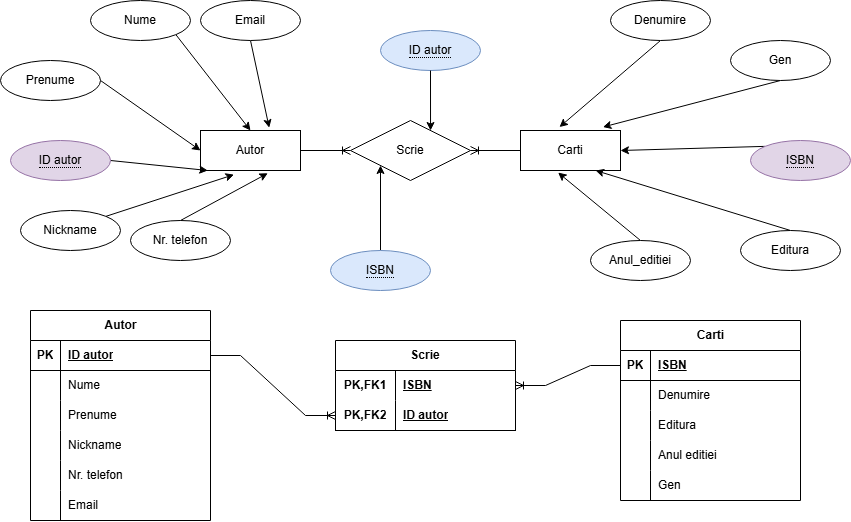 Nume
Email
Denumire
ID autor
Gen
Prenume
Autor
Scrie
Carti
ID autor
ISBN
Nickname
Nr. telefon
ISBN
Anul_editiei
Editura
Autor
PK ID autor
Nume
Prenume
Nickname
Nr. telefon
Email
Scrie
PK,FK1 ISBN
PK,FK2 ID autor
Carti
PK ISBN
Denumire
Editura
Anul editiei
Gen